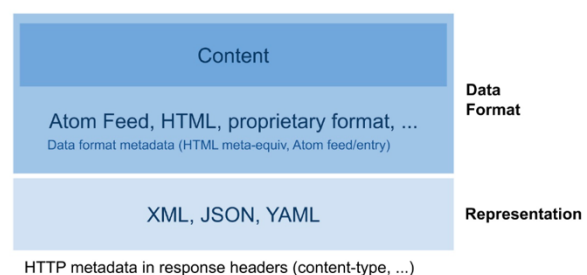 Content
Data
Format
Atom Feed, HTML, proprietary format, ...
Data format metadata (HTML meta-equiv, Atom feed/entry)
XML, JSON, YAML
Representation
HTTP metadata in response headers (content-type, ...)